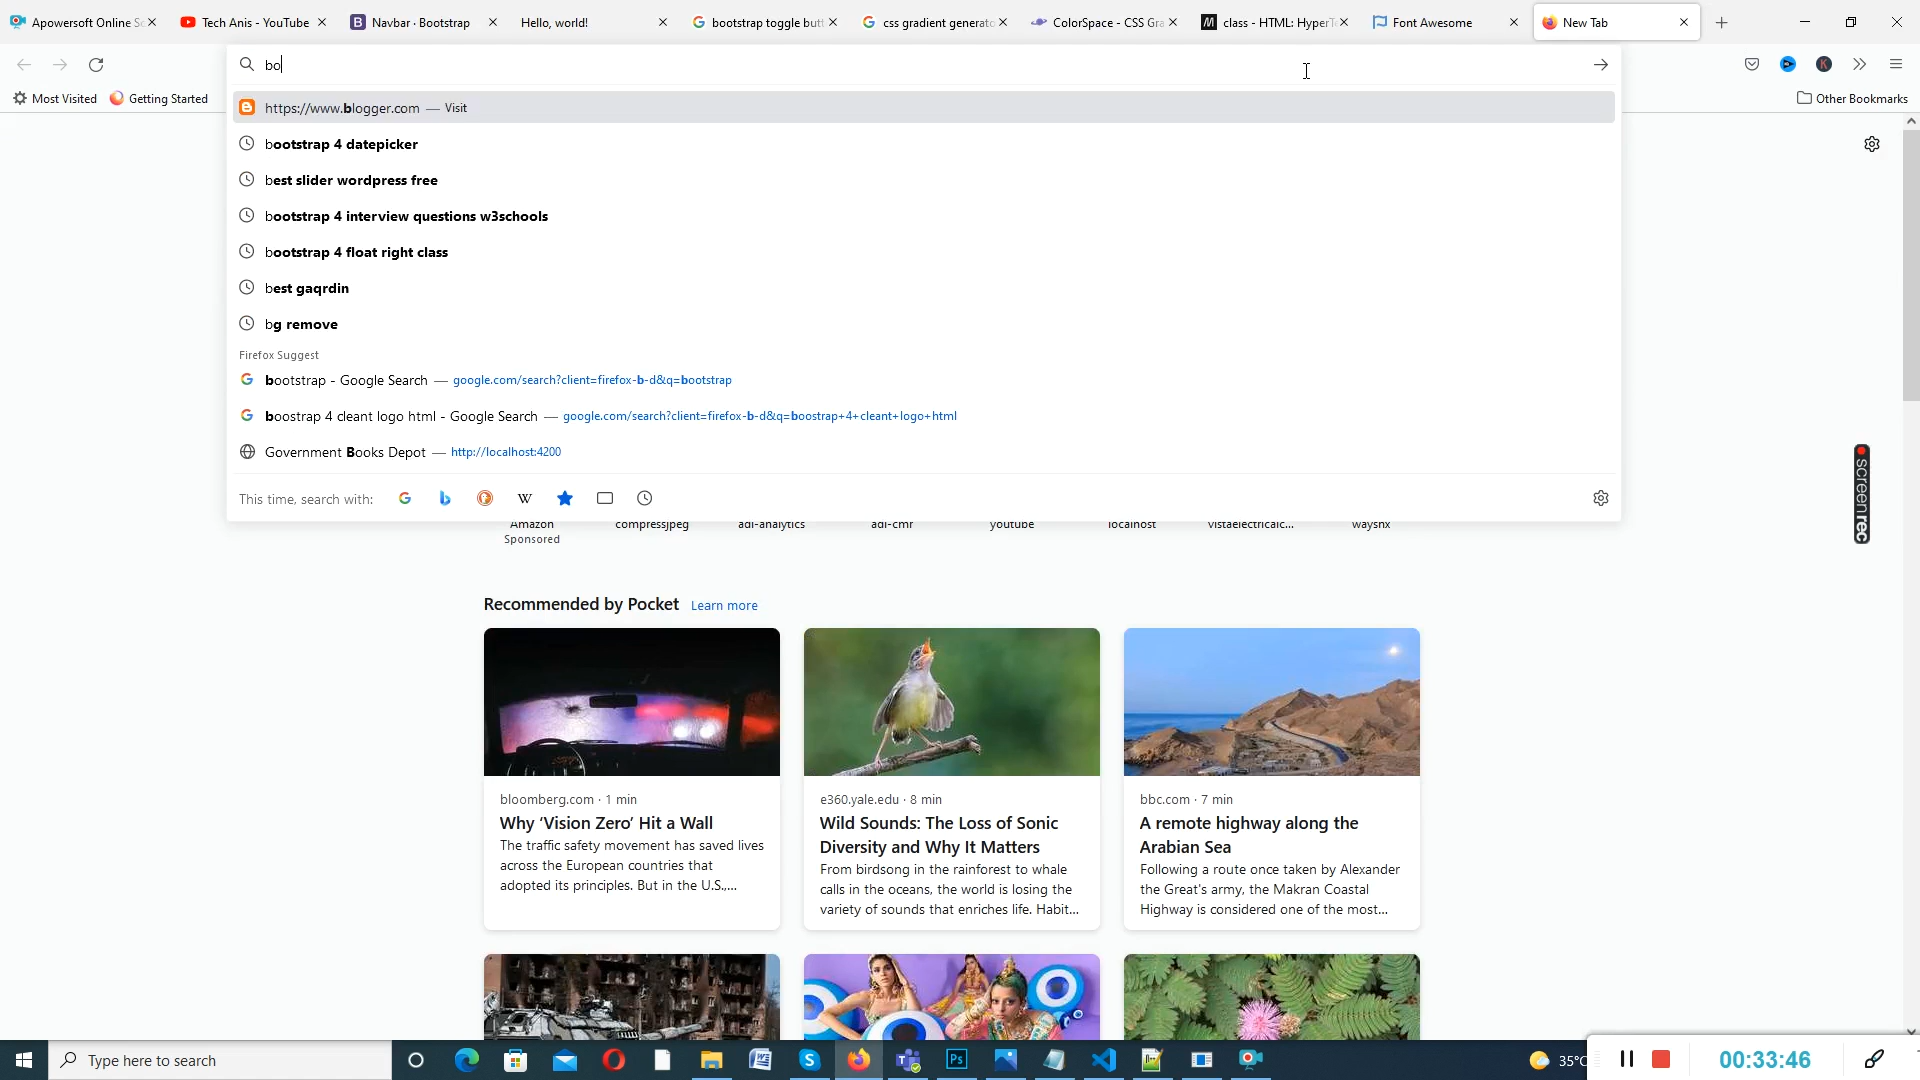 Apowersoft Online Sc
Tech Anis - YouTube
Navbar · Bootstrap
Hello, world!
bootstrap toggle butt
css gradient generato
ColorSpace - CSS Gra
class - HTML: HyperTe
Font Awesome
New Tab
bo
Most Visited
Getting Started
Other Bookmarks
https://www.blogger.com — Visit
bootstrap 4 datepicker
best slider wordpress free
bootstrap 4 interview questions w3schools
bootstrap 4 float right class
best gaqrdin
bg remove
Firefox Suggest
bootstrap - Google Search — google.com/search?client=firefox-b-d&q=bootstrap
boostrap 4 cleant logo html - Google Search — google.com/search?client=firefox-b-d&q=boostrap+4+cleant+logo+html
Government Books Depot — http://localhost:4200
This time, search with:
Amazon
Sponsored
compressjpeg
adl-analytics
adl-cmr
youtube
localhost
vistaelectricalc...
waysnx
screenrec
Recommended by Pocket Learn more
bloomberg.com · 1 min
Why ‘Vision Zero’ Hit a Wall
The traffic safety movement has saved lives
across the European countries that
adopted its principles. But in the U.S.,...
e360.yale.edu · 8 min
Wild Sounds: The Loss of Sonic
Diversity and Why It Matters
From birdsong in the rainforest to whale
calls in the oceans, the world is losing the
variety of sounds that enriches life. Habit...
bbc.com · 7 min
A remote highway along the
Arabian Sea
Following a route once taken by Alexander
the Great's army, the Makran Coastal
Highway is considered one of the most...
Type here to search
35°C
00:33:46